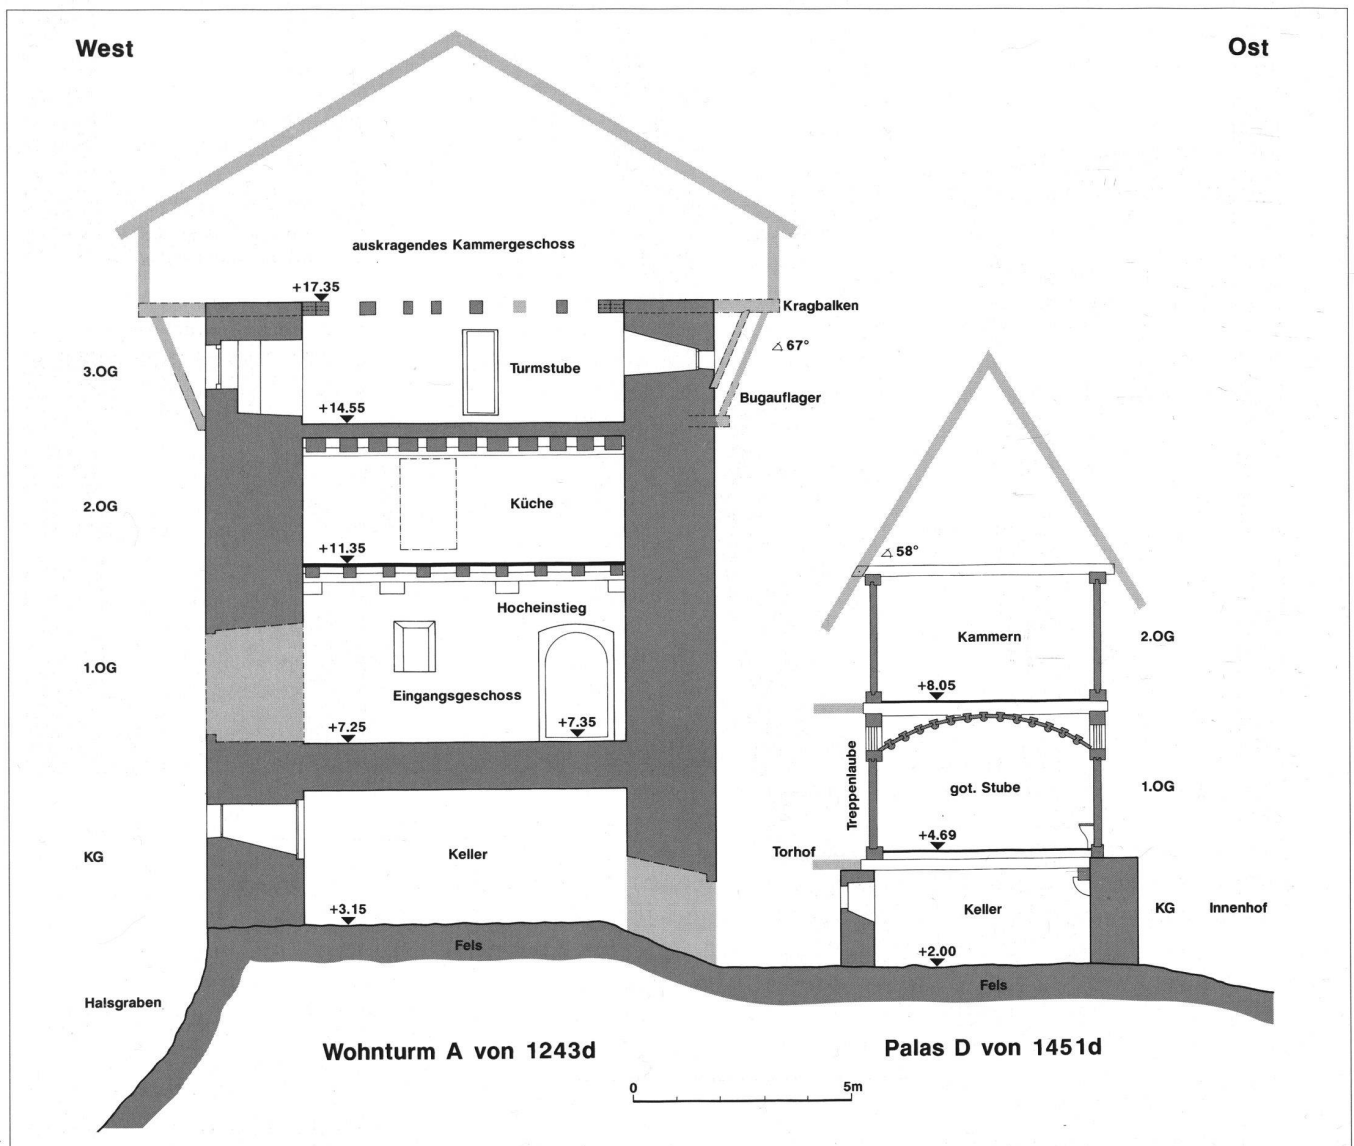 West
Ost
auskragendes Kammergeschoss
+17.35
Kragbalken
67°
3.OG
Turmstube
Bugauflager
+14.55
2.OG
Küche
+11.35
58°
Hocheinstieg
Kammern
2.OG
1.OG
Eingangsgeschoss
+8.05
+7.25
+7.35
Treppenlaube
got. Stube
1.OG
+4.69
KG
Keller
Torhof
+3.15
Keller
KG
Innenhof
Fels
+2.00
Fels
Halsgraben
Wohnturm A von 1243d
Palas D von 1451d
0
5m